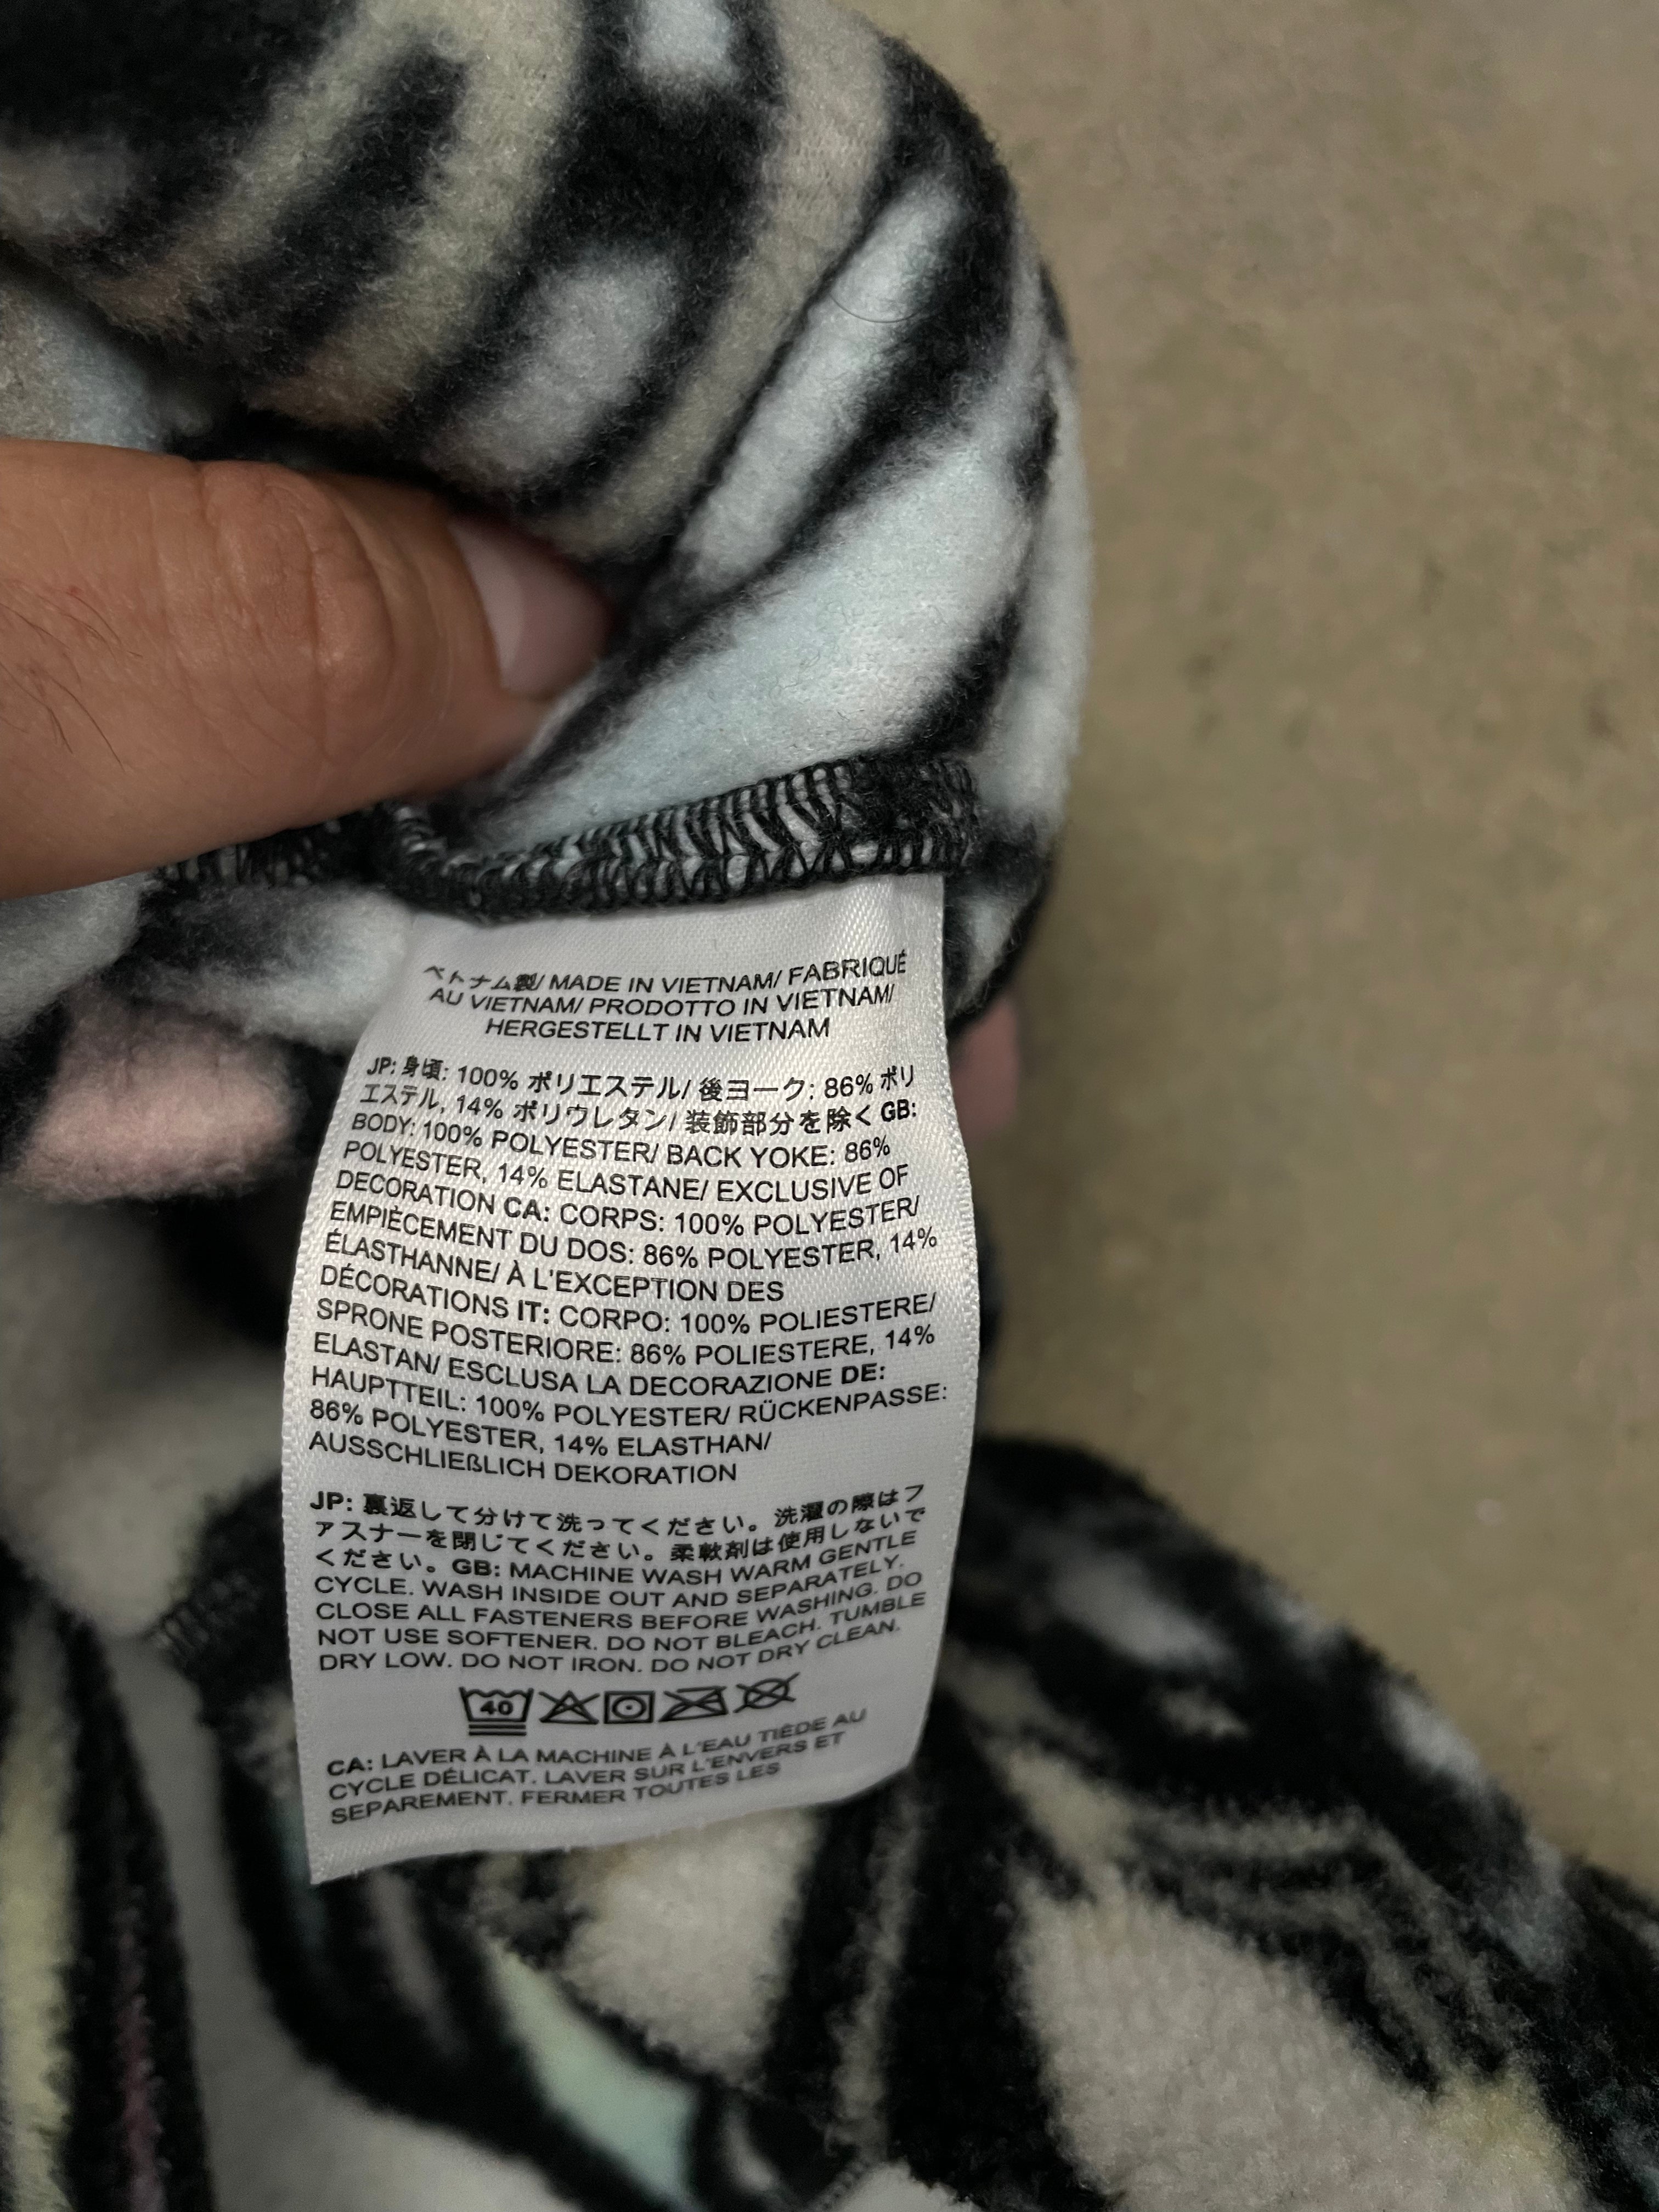 ベトナム製/ MADE IN VIETNAM/ FABRIQUÉ
AU VIETNAM/ PRODOTTO IN VIETNAM/
HERGESTELLT IN VIETNAM
JP: 身頃: 100% ポリエステル/ 後ヨーク: 86% ポリ
エステル, 14% ポリウレタン/ 装飾部分を除く GB:
BODY: 100% POLYESTER/ BACK YOKE: 86%
POLYESTER, 14% ELASTANE/ EXCLUSIVE OF
DECORATION CA: CORPS: 100% POLYESTER/
EMPIÈCEMENT DU DOS: 86% POLYESTER, 14%
ÉLASTHANNE/ À L'EXCEPTION DES
DÉCORATIONS IT: CORPO: 100% POLIESTERE/
SPRONE POSTERIORE: 86% POLIESTERE, 14%
ELASTAN/ ESCLUSA LA DECORAZIONE DE:
HAUPTTEIL: 100% POLYESTER/ RÜCKENPASSE:
86% POLYESTER, 14% ELASTHAN/
AUSSCHLIEßLICH DEKORATION
JP: 裏返して分けて洗ってください。洗濯の際はフ
ァスナーを閉じてください。柔軟剤は使用しないで
ください。GB: MACHINE WASH WARM GENTLE
CYCLE. WASH INSIDE OUT AND SEPARATELY.
CLOSE ALL FASTENERS BEFORE WASHING. DO
NOT USE SOFTENER. DO NOT BLEACH. TUMBLE
DRY LOW. DO NOT IRON. DO NOT DRY CLEAN.
40
CA: LAVER À LA MACHINE À L'EAU TIÈDE AU
CYCLE DÉLICAT. LAVER SUR L'ENVERS ET
SEPAREMENT. FERMER TOUTES LES